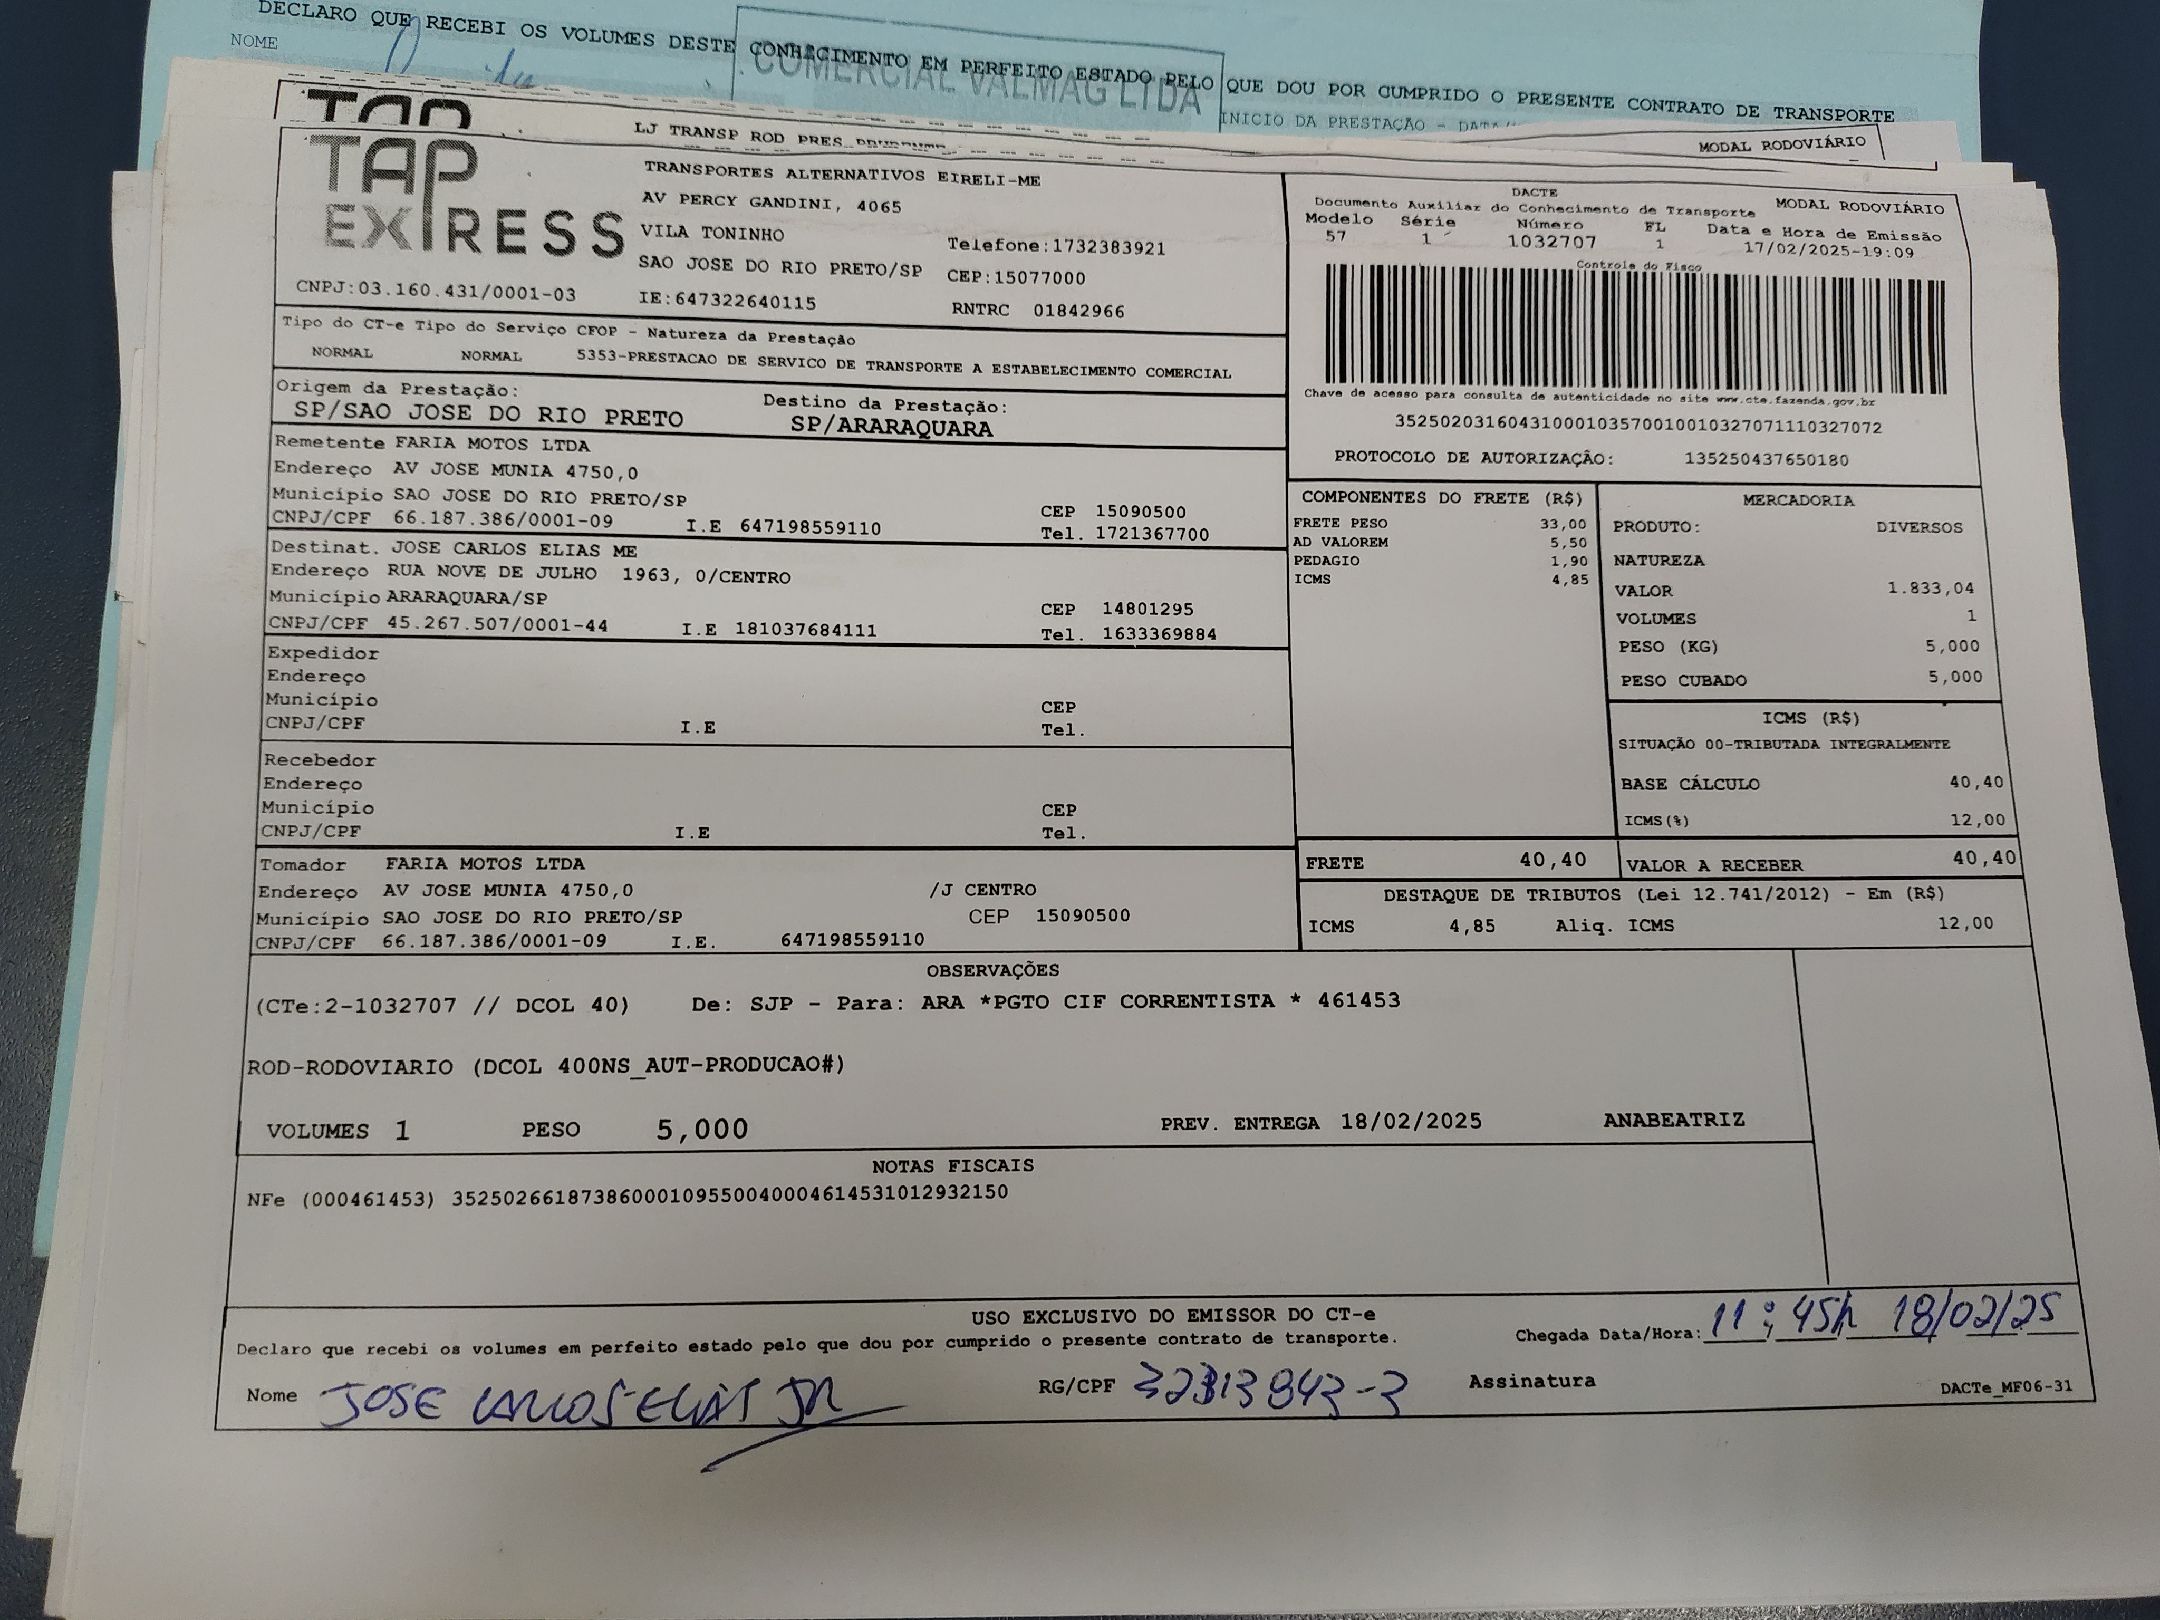 DECLARO QUE RECEBI OS VOLUMES DESTE CONHECIMENTO EM PERFEITO ESTADO PELO QUE DOU POR CUMPRIDO O PRESENTE CONTRATO DE TRANSPORTE
NOME
COMERCIAL VALMAG LTDA
INICIO DA PRESTAÇÃO -
TAP
LJ TRANSP ROD PRES
MODAL RODOVIÁRIO
TAP EXPRESS
CNPJ:03.160.431/0001-03
TRANSPORTES ALTERNATIVOS EIRELI-ME
AV PERCY GANDINI, 4065
VILA TONINHO Telefone:1732383921
SAO JOSE DO RIO PRETO/SP CEP:15077000
IE:647322640115 RNTRC 01842966
DACTE
Documento Auxiliar do Conhecimento de Transporte MODAL RODOVIÁRIO
Modelo Série Número FL Data e Hora de Emissão
57 1 1032707 1 17/02/2025-19:09
Controle do Fisco
Chave de acesso para consulta de autenticidade no site www.cte.fazenda.gov.br
35250203160431000103570010010327071110327072
PROTOCOLO DE AUTORIZAÇÃO: 135250437650180
Tipo do CT-e Tipo do Serviço CFOP - Natureza da Prestação
NORMAL NORMAL 5353-PRESTACAO DE SERVICO DE TRANSPORTE A ESTABELECIMENTO COMERCIAL
Origem da Prestação: Destino da Prestação:
SP/SAO JOSE DO RIO PRETO SP/ARARAQUARA
Remetente FARIA MOTOS LTDA
Endereço AV JOSE MUNIA 4750,0
Município SAO JOSE DO RIO PRETO/SP CEP 15090500
CNPJ/CPF 66.187.386/0001-09 I.E 647198559110 Tel. 1721367700
Destinat. JOSE CARLOS ELIAS ME
Endereço RUA NOVE DE JULHO 1963, 0/CENTRO
Município ARARAQUARA/SP CEP 14801295
CNPJ/CPF 45.267.507/0001-44 I.E 181037684111 Tel. 1633369884
Expedidor
Endereço
Município CEP
CNPJ/CPF I.E Tel.
Recebedor
Endereço
Município CEP
CNPJ/CPF I.E Tel.
Tomador FARIA MOTOS LTDA
Endereço AV JOSE MUNIA 4750,0 /J CENTRO
Município SAO JOSE DO RIO PRETO/SP CEP 15090500
CNPJ/CPF 66.187.386/0001-09 I.E. 647198559110
COMPONENTES DO FRETE (R$)
FRETE PESO 33,00
AD VALOREM 5,50
PEDAGIO 1,90
ICMS 4,85
MERCADORIA
PRODUTO: DIVERSOS
NATUREZA
VALOR 1.833,04
VOLUMES 1
PESO (KG) 5,000
PESO CUBADO 5,000
ICMS (R$)
SITUAÇÃO 00-TRIBUTADA INTEGRALMENTE
BASE CÁLCULO 40,40
ICMS(%) 12,00
FRETE 40,40 VALOR A RECEBER 40,40
DESTAQUE DE TRIBUTOS (Lei 12.741/2012) - Em (R$)
ICMS 4,85 Aliq. ICMS 12,00
OBSERVAÇÕES
(CTe:2-1032707 // DCOL 40) De: SJP - Para: ARA *PGTO CIF CORRENTISTA * 461453
ROD-RODOVIARIO (DCOL 400NS_AUT-PRODUCAO#)
VOLUMES 1 PESO 5,000 PREV. ENTREGA 18/02/2025 ANABEATRIZ
NOTAS FISCAIS
NFe (000461453) 35250266187386000109550040004614531012932150
USO EXCLUSIVO DO EMISSOR DO CT-e
Declaro que recebi os volumes em perfeito estado pelo que dou por cumprido o presente contrato de transporte. Chegada Data/Hora: 11:45h 18/02/25
Nome JOSE CARLOS ELIAS JR RG/CPF 32313843-3 Assinatura DACTe_MF06-31